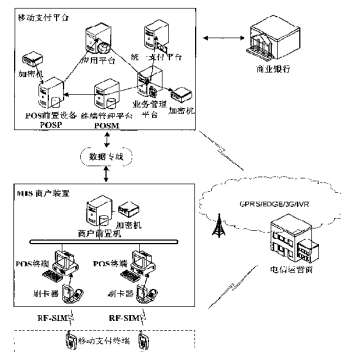 移动支付平台
应用平台
统一支付平台
加密机
商业银行
POS前置设备
POSP
终端管理平台
POSM
业务管理
平台
加密机
数据专线
MIS 商户装置
加密机
商户前置机
GPRS/EDGE/3G/IVR
POS终端
POS终端
电信运营商
刷卡器
刷卡器
RF-SIM
RF-SIM
移动支付终端